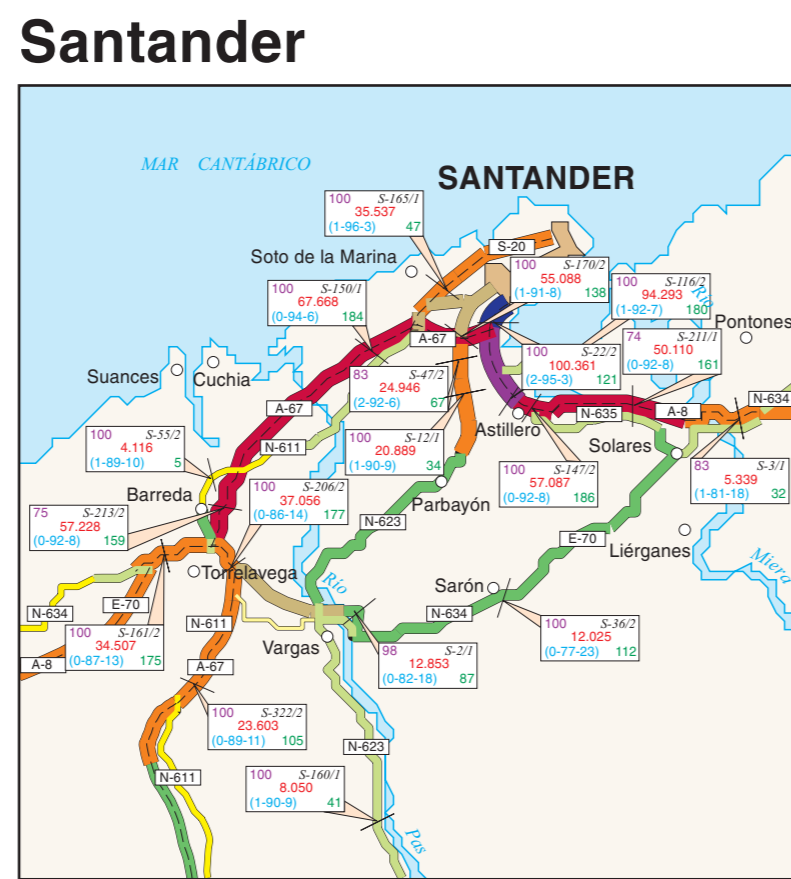 Santander
MAR CANTÁBRICO
SANTANDER
100 S-165/1
35.537
(1-96-3) 47
S-20
Soto de la Marina
100 S-170/2
55.088
(1-91-8) 138
100 S-116/2
94.293
(1-92-7) 180
Río
100 S-150/1
67.668
(0-94-6) 184
Pontones
A-67
74 S-211/1
50.110
(0-92-8) 161
100 S-22/2
100.361
(2-95-3) 121
Suances
Cuchia
83 S-47/2
24.946
(2-92-6) 67
N-634
A-67
N-635
A-8
Astillero
100 S-55/2
4.116
(1-89-10) 5
N-611
100 S-12/1
20.889
(1-90-9) 34
Solares
100 S-147/2
57.087
(0-92-8) 186
83 S-3/1
5.339
(1-81-18) 32
100 S-206/2
37.056
(0-86-14) 177
Barreda
Parbayón
75 S-213/2
57.228
(0-92-8) 159
N-623
E-70
Liérganes
Miera
Torrelavega
Río
Sarón
E-70
N-634
N-634
N-611
100 S-161/2
34.507
(0-87-13) 175
100 S-36/2
12.025
(0-77-23) 112
Vargas
98 S-2/1
12.853
(0-82-18) 87
A-8
A-67
100 S-322/2
23.603
(0-89-11) 105
N-623
N-611
100 S-160/1
8.050
(1-90-9) 41
Pas